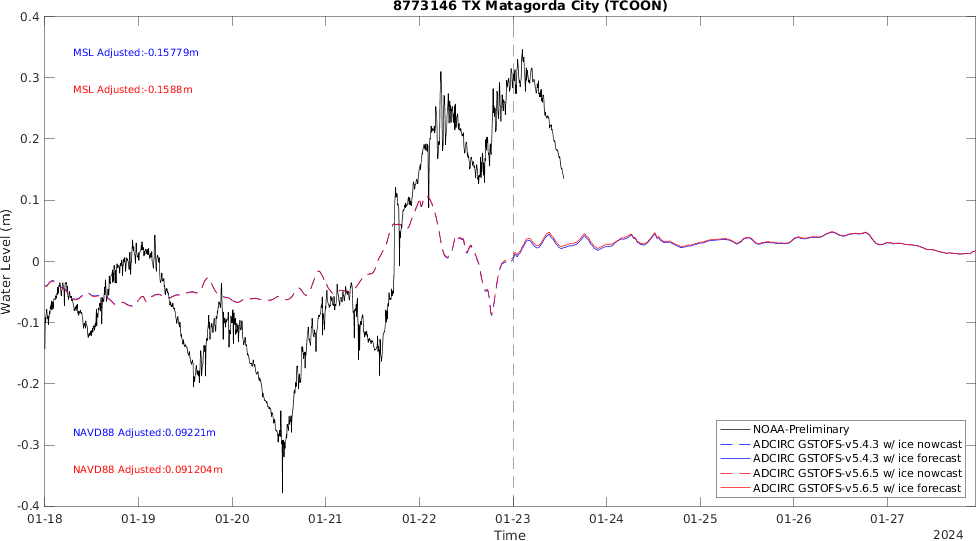 8773146 TX Matagorda City (TCOON)
MSL Adjusted:-0.15779m
MSL Adjusted:-0.1588m
NAVD88 Adjusted:0.09221m
NAVD88 Adjusted:0.091204m
Water Level (m)
0.4
0.3
0.2
0.1
0
-0.1
-0.2
-0.3
-0.4
NOAA-Preliminary
ADCIRC GSTOFS-v5.4.3 w/ ice nowcast
ADCIRC GSTOFS-v5.4.3 w/ ice forecast
ADCIRC GSTOFS-v5.6.5 w/ ice nowcast
ADCIRC GSTOFS-v5.6.5 w/ ice forecast
01-18 01-19 01-20 01-21 01-22 01-23 01-24 01-25 01-26 01-27
Time
2024